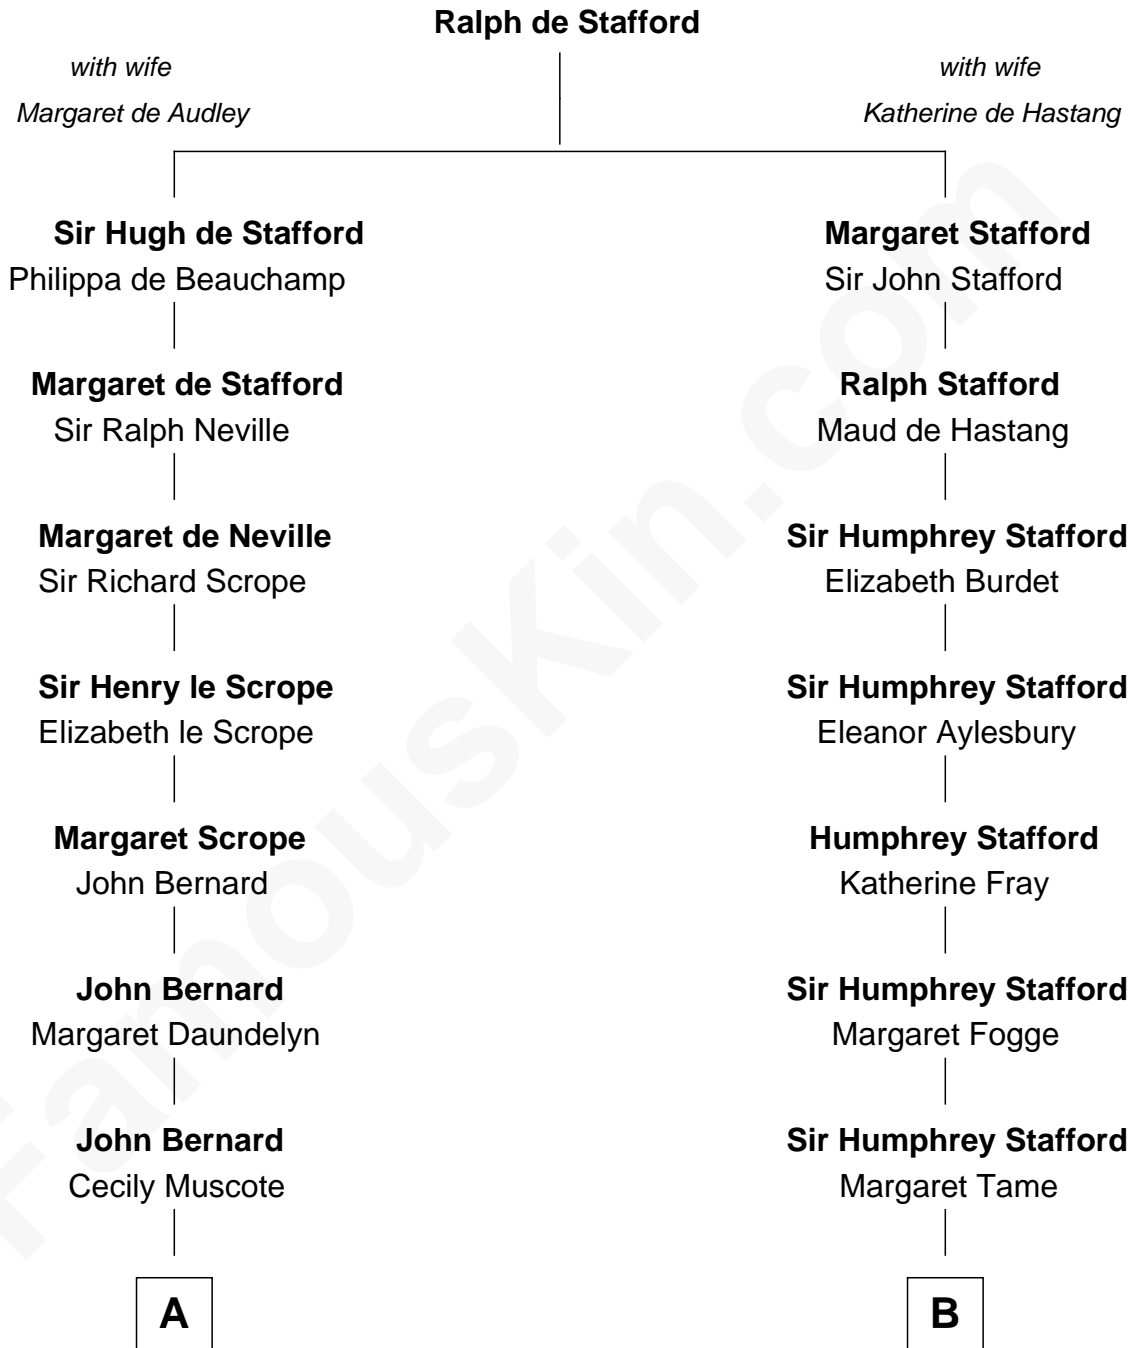 Ralph de Stafford
with wife
Margaret de Audley
with wife
Katherine de Hastang
Sir Hugh de Stafford
Philippa de Beauchamp
Margaret de Stafford
Sir Ralph Neville
Margaret de Neville
Sir Richard Scrope
Sir Henry le Scrope
Elizabeth le Scrope
Margaret Scrope
John Bernard
John Bernard
Margaret Daundelyn
John Bernard
Cecily Muscote
A
Margaret Stafford
Sir John Stafford
Ralph Stafford
Maud de Hastang
Sir Humphrey Stafford
Elizabeth Burdet
Sir Humphrey Stafford
Eleanor Aylesbury
Humphrey Stafford
Katherine Fray
Sir Humphrey Stafford
Margaret Fogge
Sir Humphrey Stafford
Margaret Tame
B
FamousKin.com